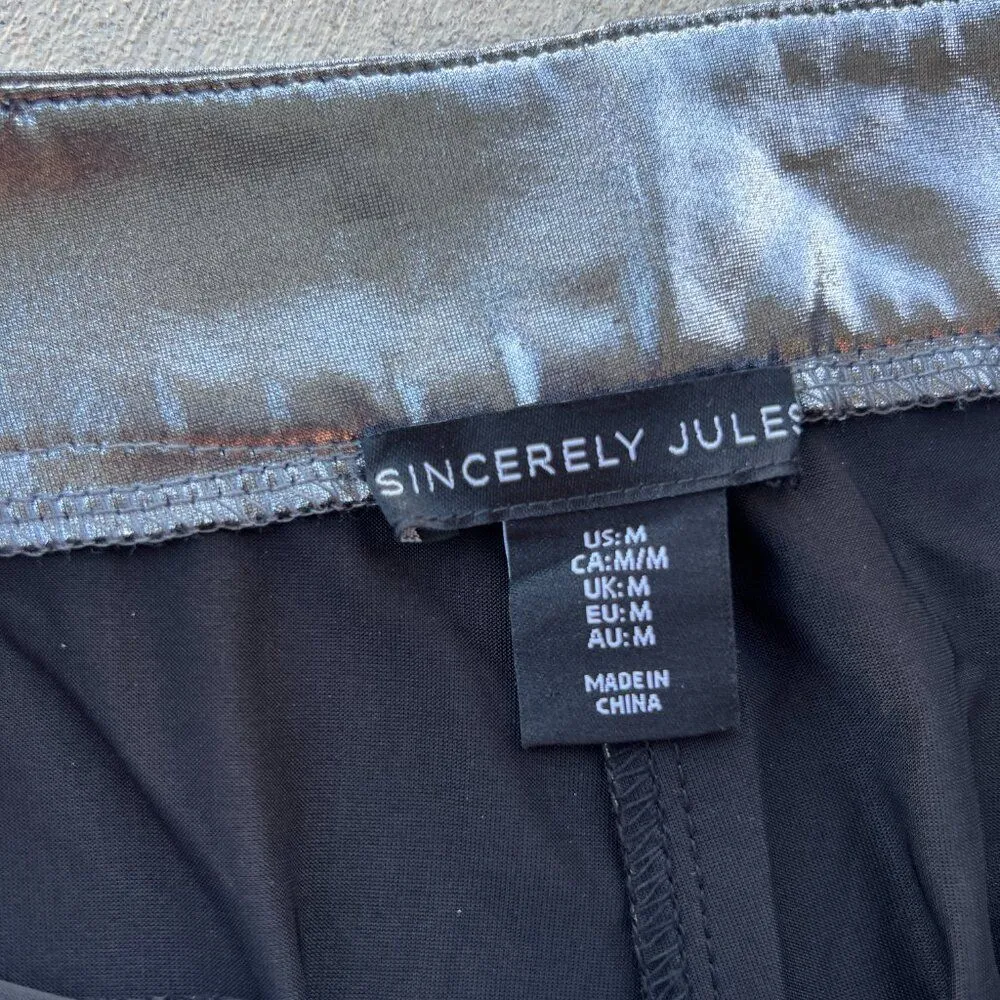 SINCERELY JULES
US:M
CA:M/M
UK:M
EU:M
AU:M
MADE IN
CHINA